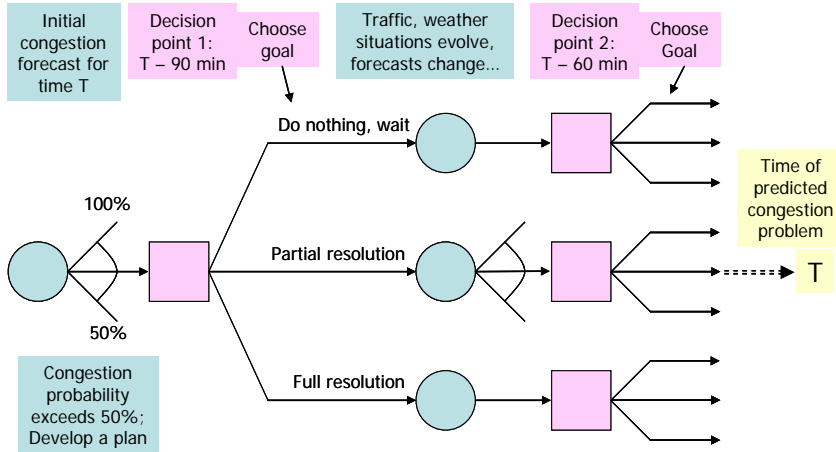 Initial
congestion
forecast for
time T
Decision
point 1:
T – 90 min
Choose
goal
Traffic, weather
situations evolve,
forecasts change...
Decision
point 2:
T – 60 min
Choose
Goal
Do nothing, wait
Time of
predicted
congestion
problem
100%
Partial resolution
T
50%
Congestion
probability
exceeds 50%;
Develop a plan
Full resolution